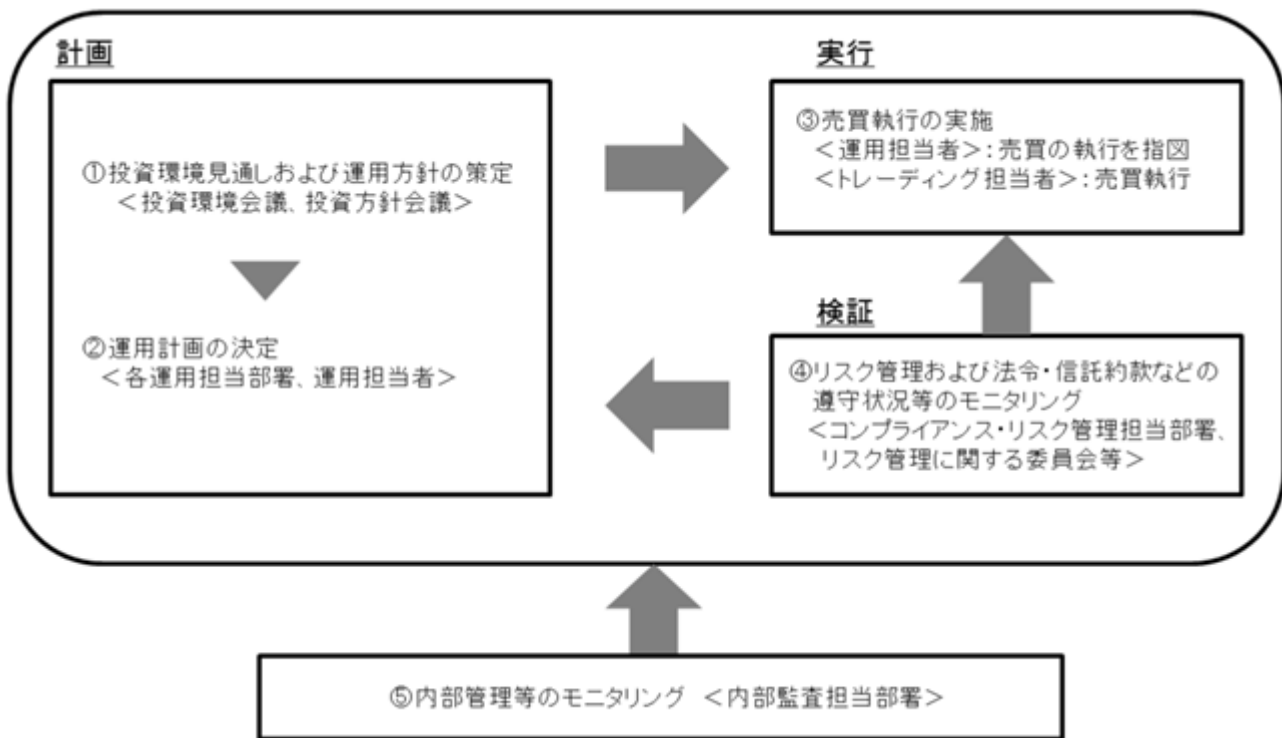 計画
①投資環境見通しおよび運用方針の策定
＜投資環境会議、投資方針会議＞
②運用計画の決定
＜各運用担当部署、運用担当者＞
実行
③売買執行の実施
＜運用担当者＞：売買の執行を指図
＜トレーディング担当者＞：売買執行
検証
④リスク管理および法令・信託約款などの
遵守状況等のモニタリング
＜コンプライアンス・リスク管理担当部署、
リスク管理に関する委員会等＞
⑤内部管理等のモニタリング ＜内部監査担当部署＞